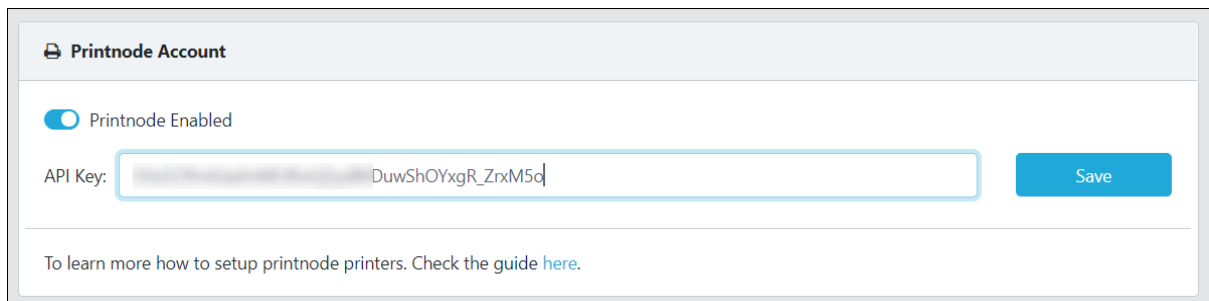 Printnode Account
Printnode Enabled
API Key:
DuwShOYxgR_ZrxM5o
Save
To learn more how to setup printnode printers. Check the guide here.